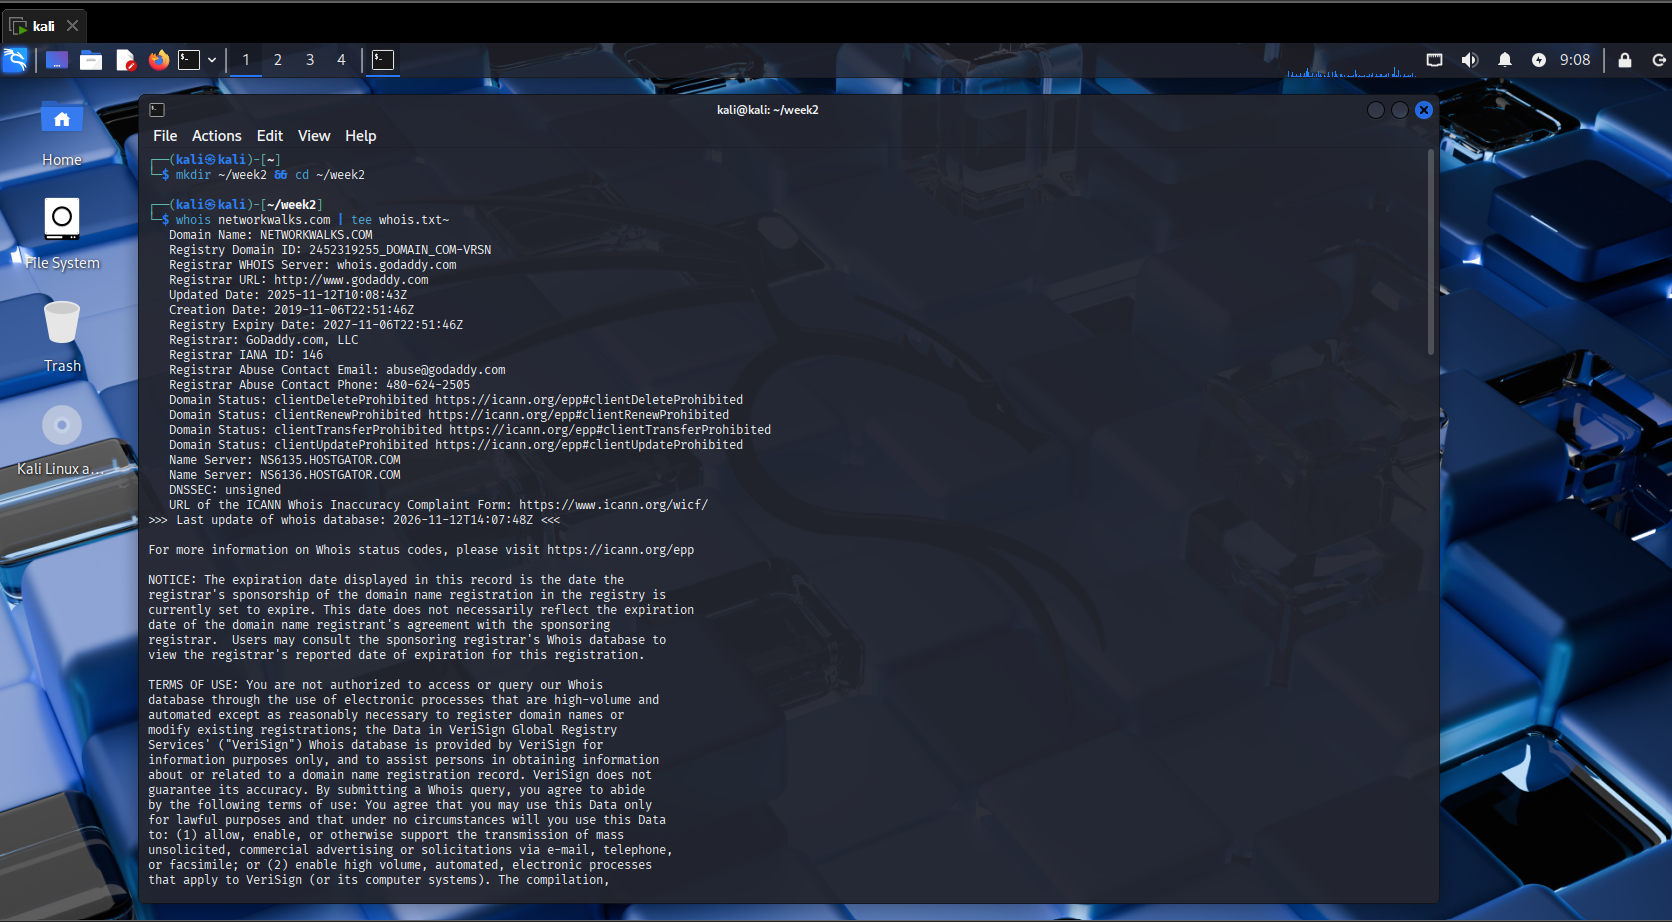 kali
1 2 3 4
9:08
kali@kali: ~/week2
File Actions Edit View Help
Home
File System
Trash
Kali Linux a...
┌──(kali㉿kali)-[~]
└─$ mkdir ~/week2 && cd ~/week2
┌──(kali㉿kali)-[~/week2]
└─$ whois networkwalks.com | tee whois.txt~
Domain Name: NETWORKWALKS.COM
Registry Domain ID: 2452319255_DOMAIN_COM-VRSN
Registrar WHOIS Server: whois.godaddy.com
Registrar URL: http://www.godaddy.com
Updated Date: 2025-11-12T10:08:43Z
Creation Date: 2019-11-06T22:51:46Z
Registry Expiry Date: 2027-11-06T22:51:46Z
Registrar: GoDaddy.com, LLC
Registrar IANA ID: 146
Registrar Abuse Contact Email: abuse@godaddy.com
Registrar Abuse Contact Phone: 480-624-2505
Domain Status: clientDeleteProhibited https://icann.org/epp#clientDeleteProhibited
Domain Status: clientRenewProhibited https://icann.org/epp#clientRenewProhibited
Domain Status: clientTransferProhibited https://icann.org/epp#clientTransferProhibited
Domain Status: clientUpdateProhibited https://icann.org/epp#clientUpdateProhibited
Name Server: NS6135.HOSTGATOR.COM
Name Server: NS6136.HOSTGATOR.COM
DNSSEC: unsigned
URL of the ICANN Whois Inaccuracy Complaint Form: https://www.icann.org/wicf/
>>> Last update of whois database: 2026-11-12T14:07:48Z <<<
For more information on Whois status codes, please visit https://icann.org/epp
NOTICE: The expiration date displayed in this record is the date the
registrar's sponsorship of the domain name registration in the registry is
currently set to expire. This date does not necessarily reflect the expiration
date of the domain name registrant's agreement with the sponsoring
registrar.  Users may consult the sponsoring registrar's Whois database to
view the registrar's reported date of expiration for this registration.
TERMS OF USE: You are not authorized to access or query our Whois
database through the use of electronic processes that are high-volume and
automated except as reasonably necessary to register domain names or
modify existing registrations; the Data in VeriSign Global Registry
Services' ("VeriSign") Whois database is provided by VeriSign for
information purposes only, and to assist persons in obtaining information
about or related to a domain name registration record. VeriSign does not
guarantee its accuracy. By submitting a Whois query, you agree to abide
by the following terms of use: You agree that you may use this Data only
for lawful purposes and that under no circumstances will you use this Data
to: (1) allow, enable, or otherwise support the transmission of mass
unsolicited, commercial advertising or solicitations via e-mail, telephone,
or facsimile; or (2) enable high volume, automated, electronic processes
that apply to VeriSign (or its computer systems). The compilation,